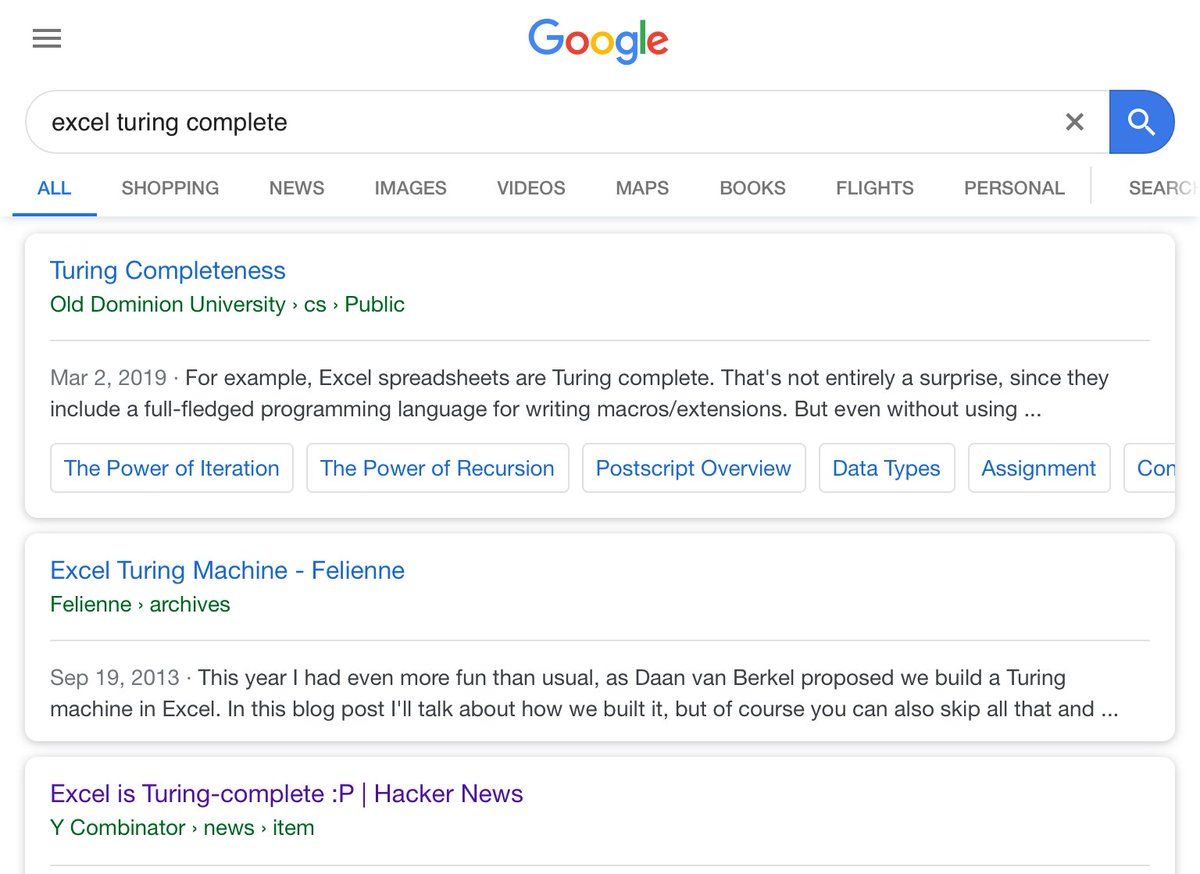 Google
excel turing complete
ALL SHOPPING NEWS IMAGES VIDEOS MAPS BOOKS FLIGHTS PERSONAL SEARCH
Turing Completeness
Old Dominion University › cs › Public
Mar 2, 2019 · For example, Excel spreadsheets are Turing complete. That's not entirely a surprise, since they
include a full-fledged programming language for writing macros/extensions. But even without using ...
The Power of Iteration The Power of Recursion Postscript Overview Data Types Assignment
Excel Turing Machine - Felienne
Felienne › archives
Sep 19, 2013 · This year I had even more fun than usual, as Daan van Berkel proposed we build a Turing
machine in Excel. In this blog post I'll talk about how we built it, but of course you can also skip all that and ...
Excel is Turing-complete :P | Hacker News
Y Combinator › news › item